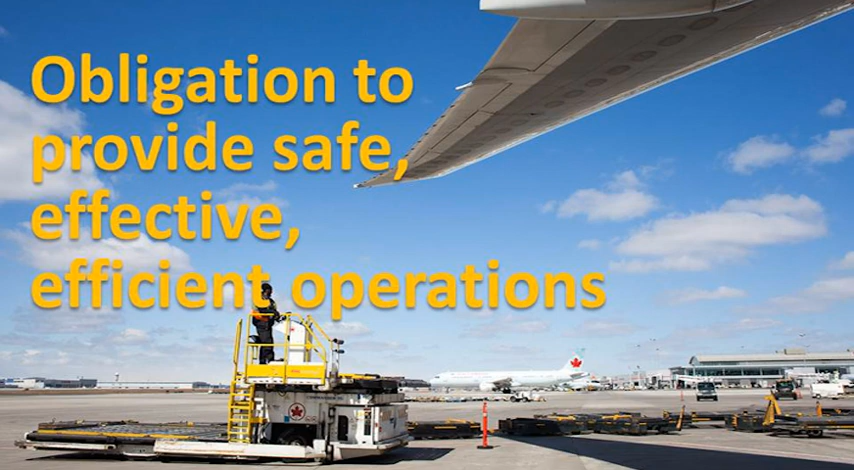 Obligation to
provide safe,
effective,
efficient operations